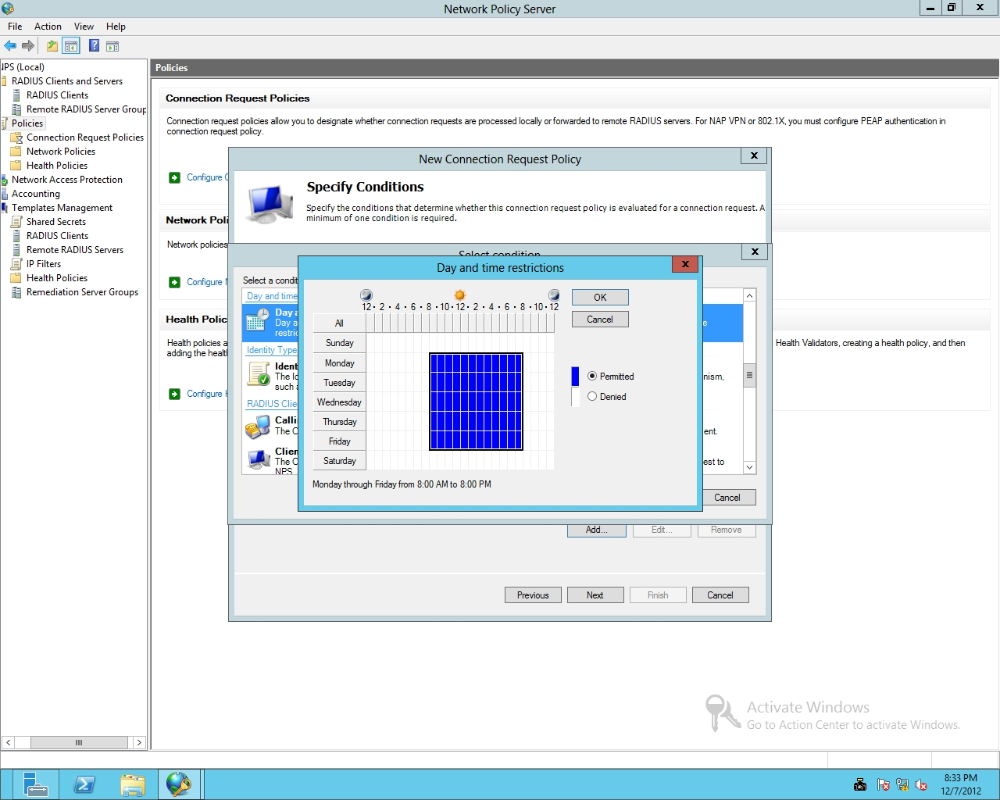 Network Policy Server
File Action View Help
NPS (Local)
RADIUS Clients and Servers
RADIUS Clients
Remote RADIUS Server Group
Policies
Connection Request Policies
Network Policies
Health Policies
Network Access Protection
Accounting
Templates Management
Shared Secrets
RADIUS Clients
Remote RADIUS Servers
IP Filters
Health Policies
Remediation Server Groups
Policies
Connection Request Policies
Connection request policies allow you to designate whether connection requests are processed locally or forwarded to remote RADIUS servers. For NAP VPN or 802.1X, you must configure PEAP authentication in
connection request policy.
Configure
Network Poli
Network policies
Configure
Health Polic
Health policies a
adding the healt
Health Validators, creating a health policy, and then
Configure
New Connection Request Policy
Specify Conditions
Specify the conditions that determine whether this connection request policy is evaluated for a connection request. A
minimum of one condition is required.
Select condition
Select a condit
Day and time
Day a
Day a
restric
Identity Type
Ident
The lo
such a
nism,
RADIUS Clie
Calli
The C
ent.
Clien
The C
est to
NPS
Cancel
Day and time restrictions
12 · 2 · 4 · 6 · 8 · 10 · 12 · 2 · 4 · 6 · 8 · 10 · 12
All
Sunday
Monday
Tuesday
Wednesday
Thursday
Friday
Saturday
OK
Cancel
Permitted
Denied
Monday through Friday from 8:00 AM to 8:00 PM
Add... Edit... Remove
Previous Next Finish Cancel
Activate Windows
Go to Action Center to activate Windows.
8:33 PM
12/7/2012